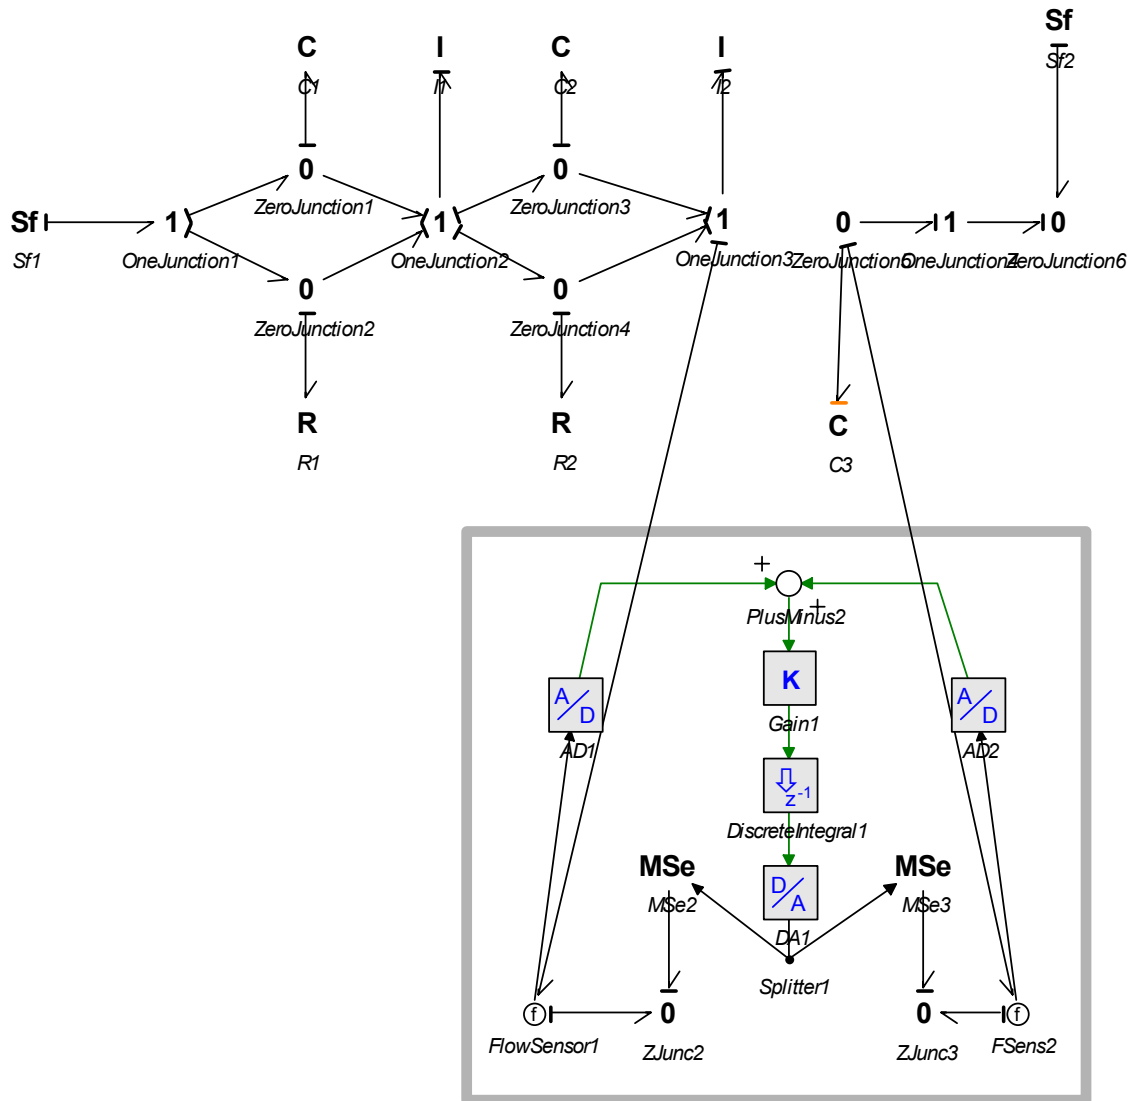 Sf
Sf2
C
C1
I
I1
C
C2
I
I2
0
ZeroJunction1
0
ZeroJunction3
Sf
Sf1
1
OneJunction1
1
OneJunction2
1
OneJunction3
0
ZeroJunction5
1
OneJunction4
0
ZeroJunction6
0
ZeroJunction2
0
ZeroJunction4
R
R1
R
R2
C
C3
+
+
PlusMinus2
K
Gain1
A/D
AD1
A/D
AD2
z-1
DiscreteIntegral1
MSe
MSe2
D/A
DA1
MSe
MSe3
Splitter1
f
FlowSensor1
0
ZJunc2
0
ZJunc3
f
FSens2